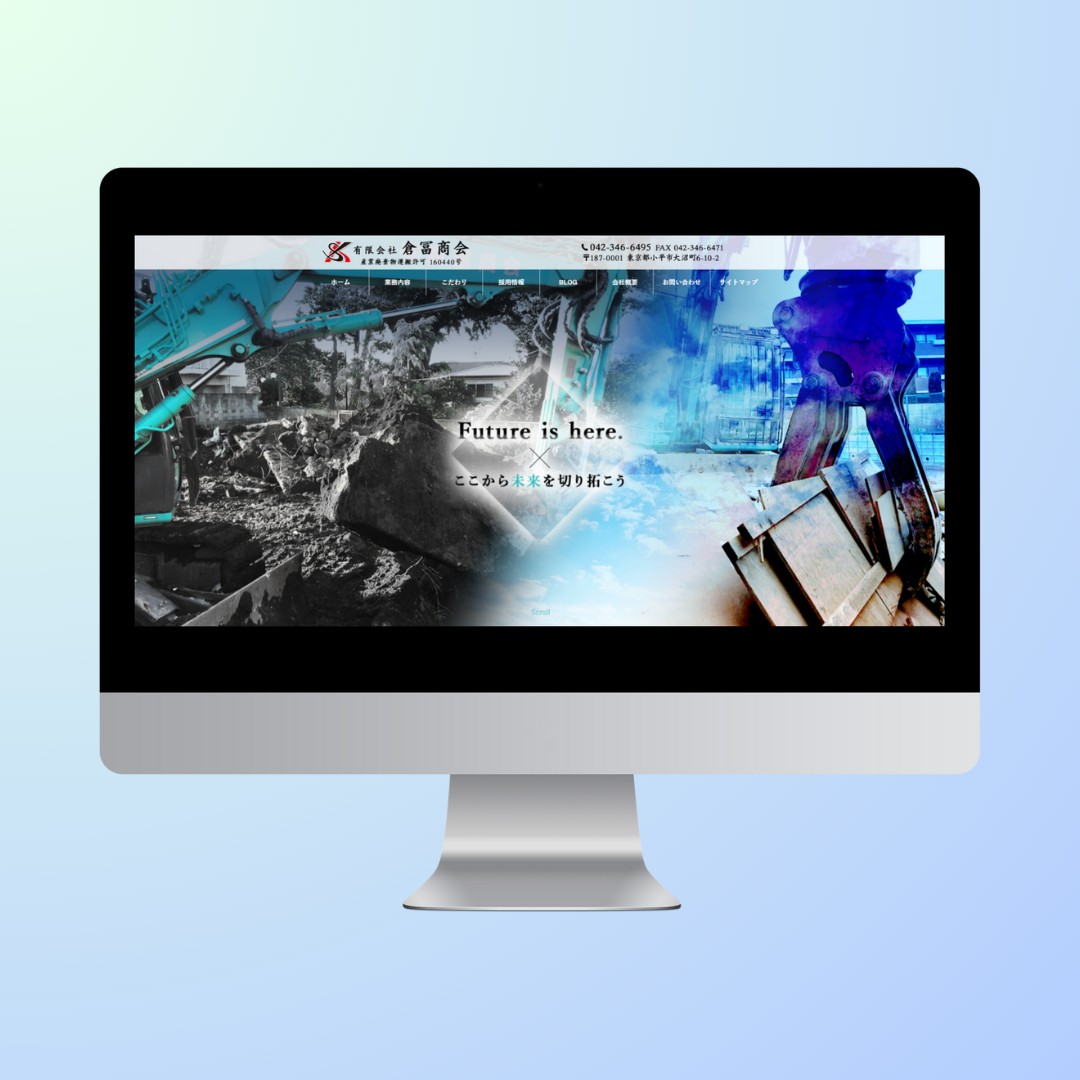 有限会社 倉冨商会
産業廃棄物運搬許可 160440号
042-346-6495 FAX 042-346-6471
〒187-0001 東京都小平市大沼町6-10-2
ホーム 業務内容 こだわり 採用情報 BLOG 会社概要 お問い合わせ サイトマップ
Future is here.
ここから未来を切り拓こう
Scroll